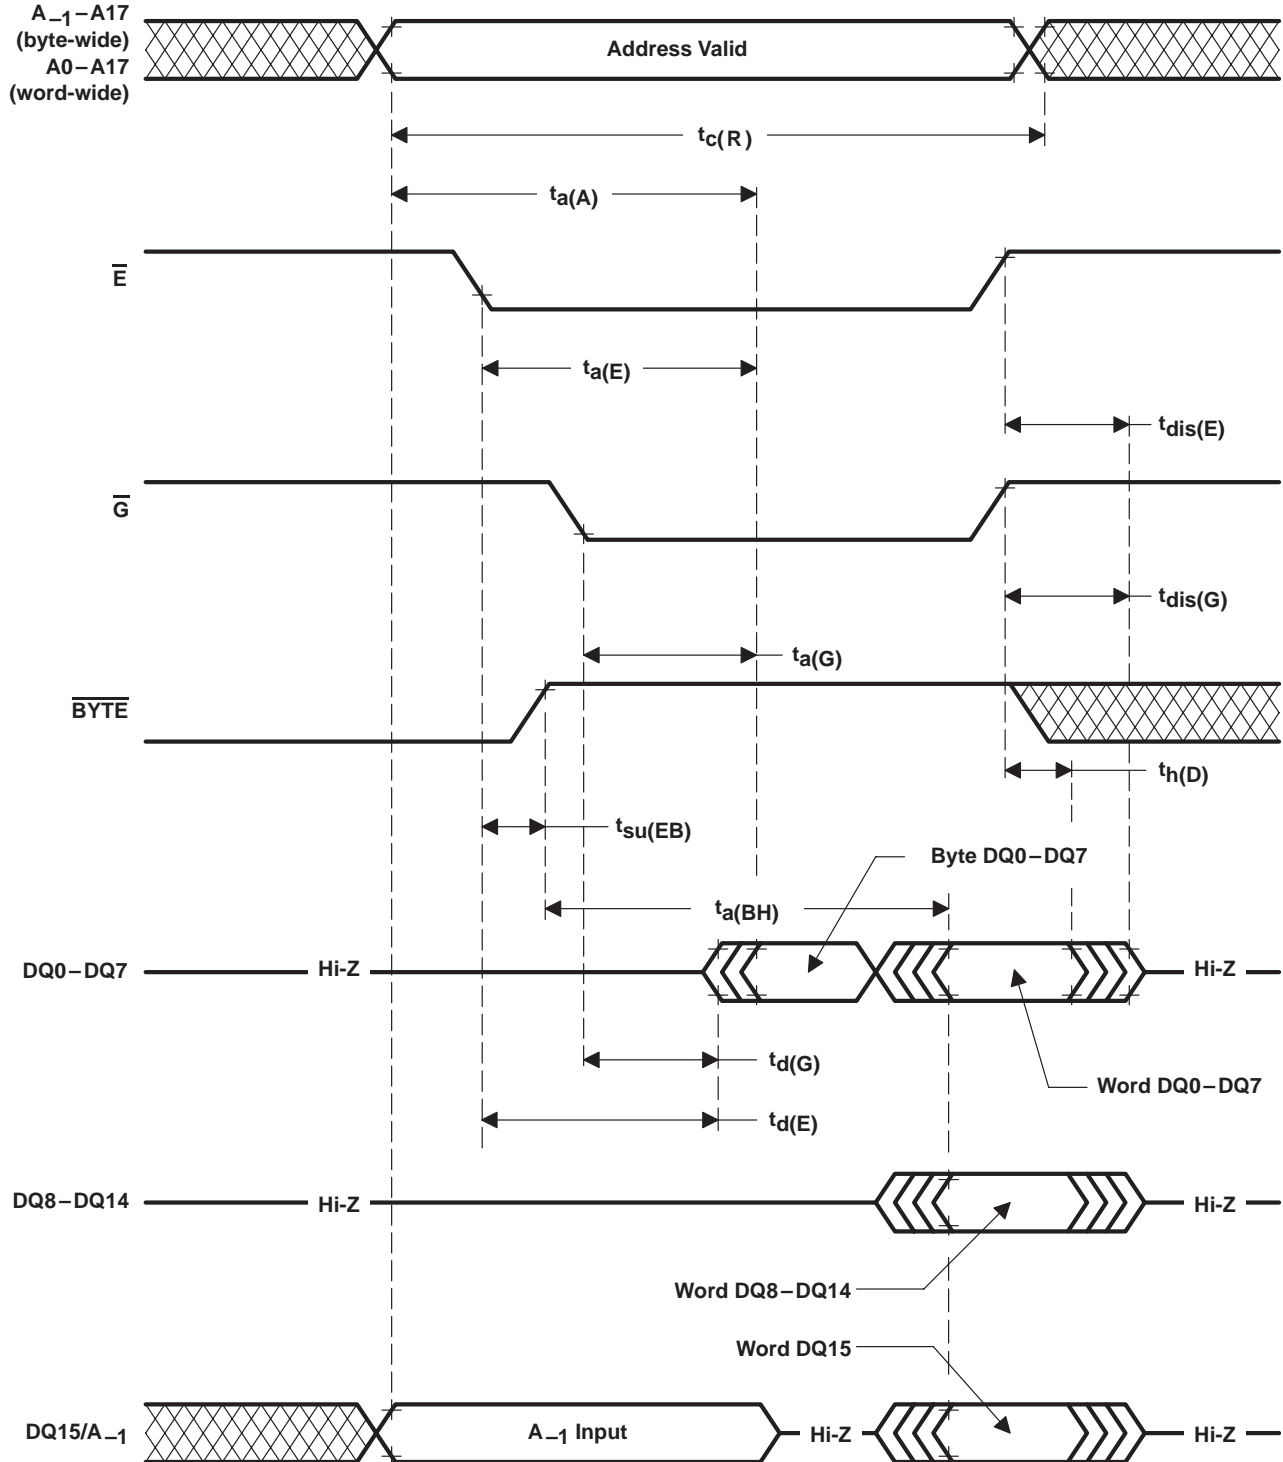 A–1–A17
(byte-wide)
A0–A17
(word-wide)
Address Valid
tc(R)
ta(A)
E
ta(E)
tdis(E)
G
tdis(G)
ta(G)
BYTE
th(D)
tsu(EB)
Byte DQ0–DQ7
ta(BH)
DQ0–DQ7
Hi-Z
Hi-Z
td(G)
Word DQ0–DQ7
td(E)
DQ8–DQ14
Hi-Z
Hi-Z
Word DQ8–DQ14
Word DQ15
DQ15/A–1
A–1 Input
Hi-Z
Hi-Z